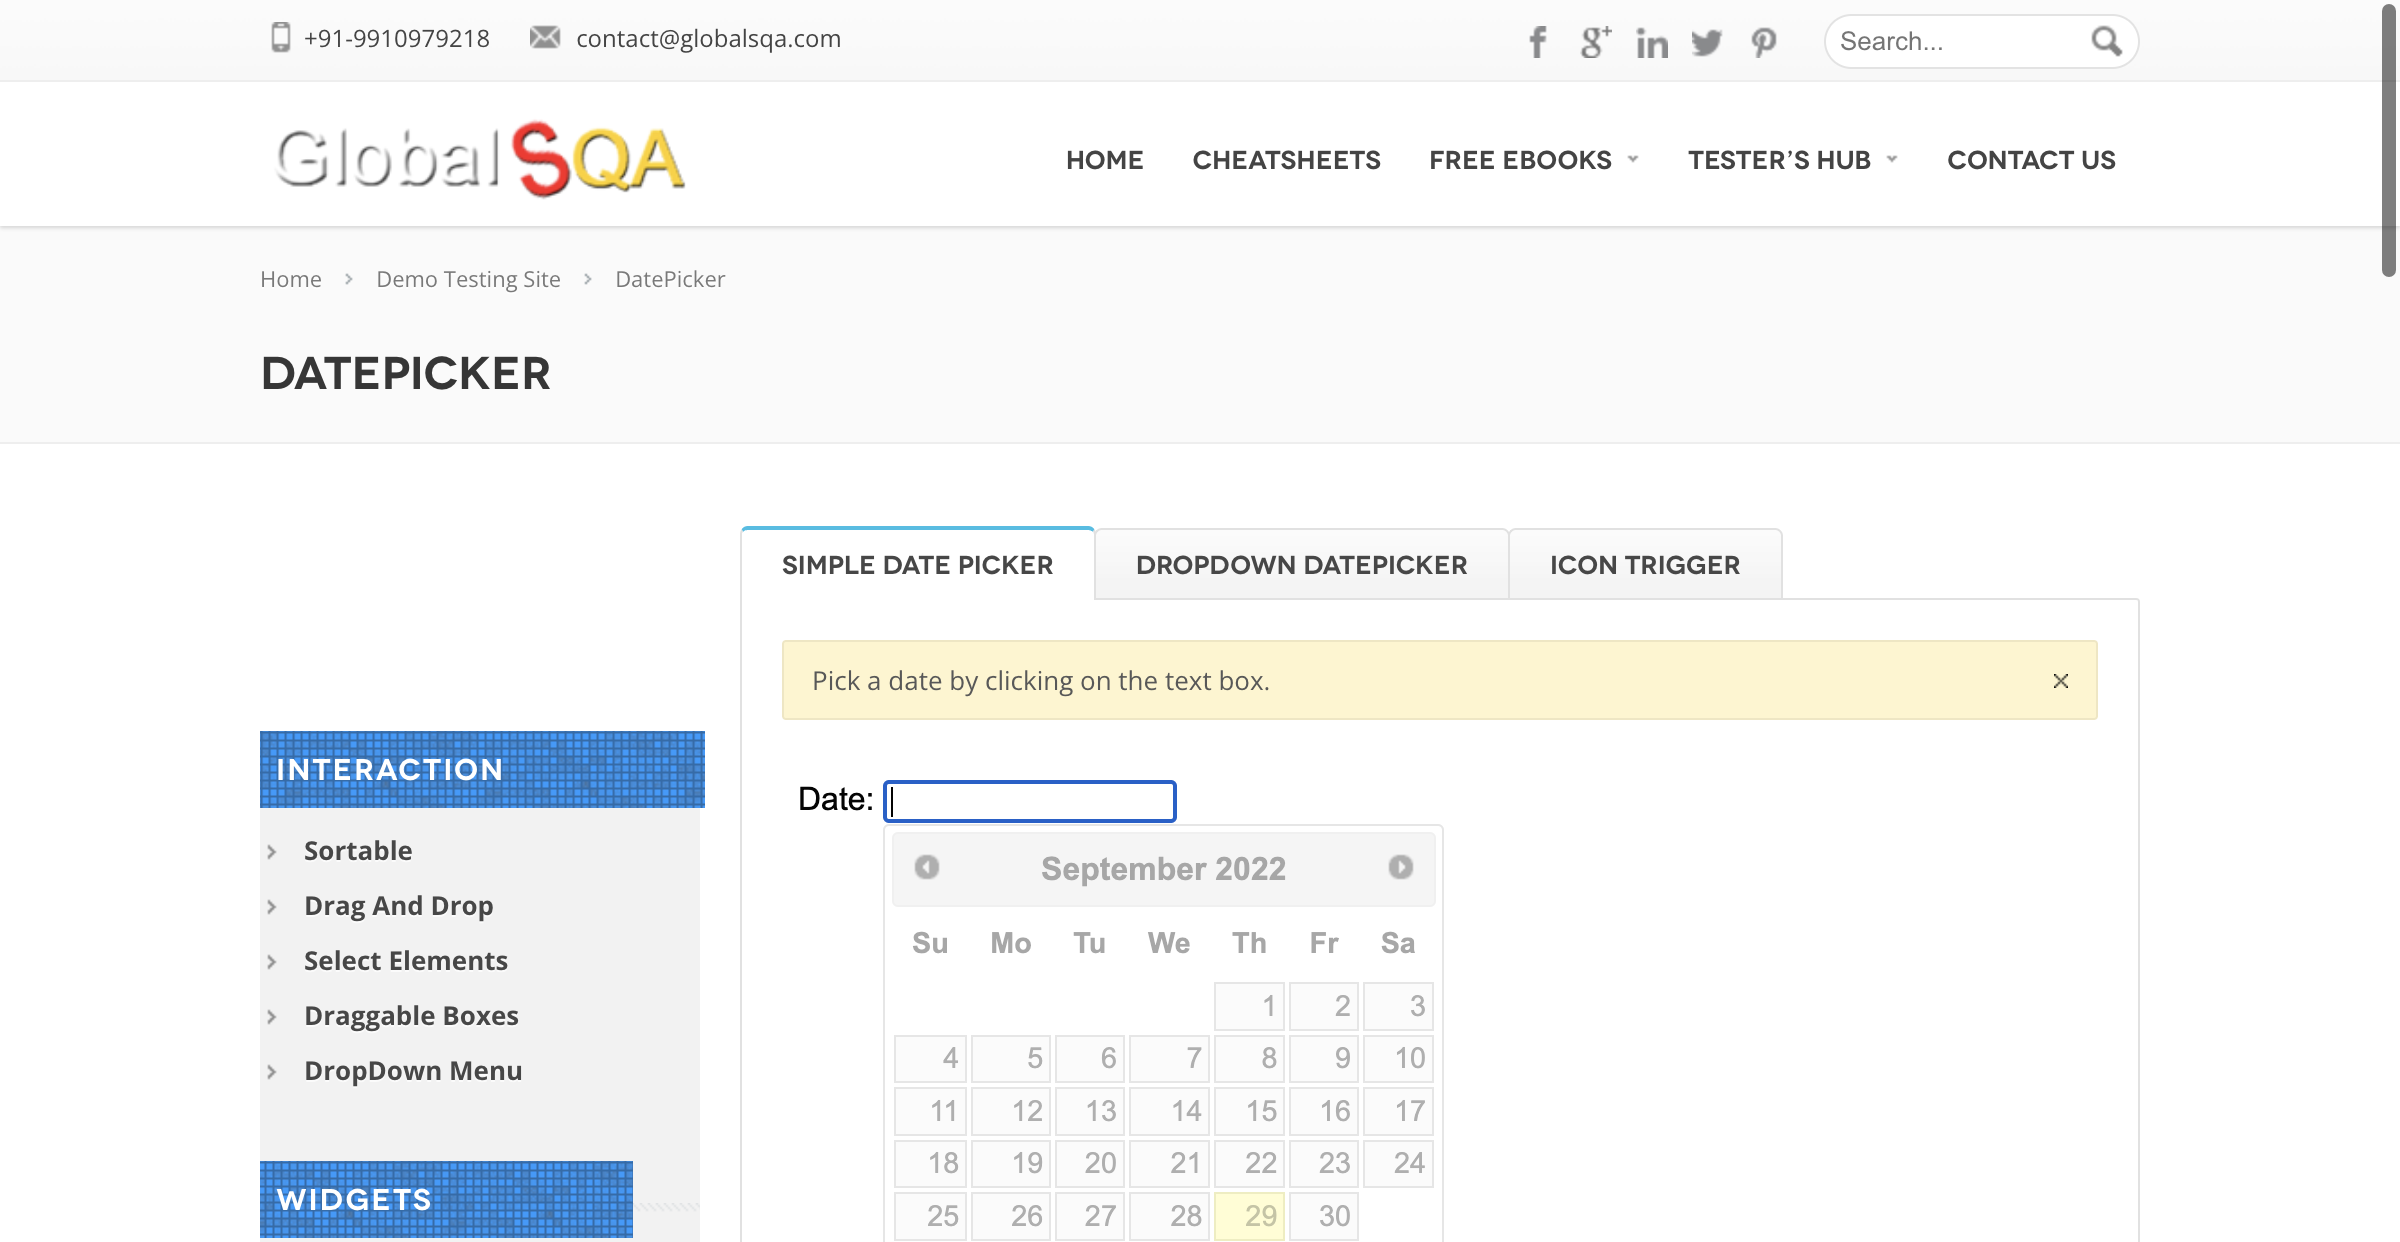 +91-9910979218 contact@globalsqa.com Search...
GlobalSQA
HOME CHEATSHEETS FREE EBOOKS TESTER’S HUB CONTACT US
Home > Demo Testing Site > DatePicker
DATEPICKER
SIMPLE DATE PICKER DROPDOWN DATEPICKER ICON TRIGGER
Pick a date by clicking on the text box. ×
INTERACTION
Sortable
Drag And Drop
Select Elements
Draggable Boxes
DropDown Menu
WIDGETS
Date:
September 2022
Su Mo Tu We Th Fr Sa
1 2 3
4 5 6 7 8 9 10
11 12 13 14 15 16 17
18 19 20 21 22 23 24
25 26 27 28 29 30